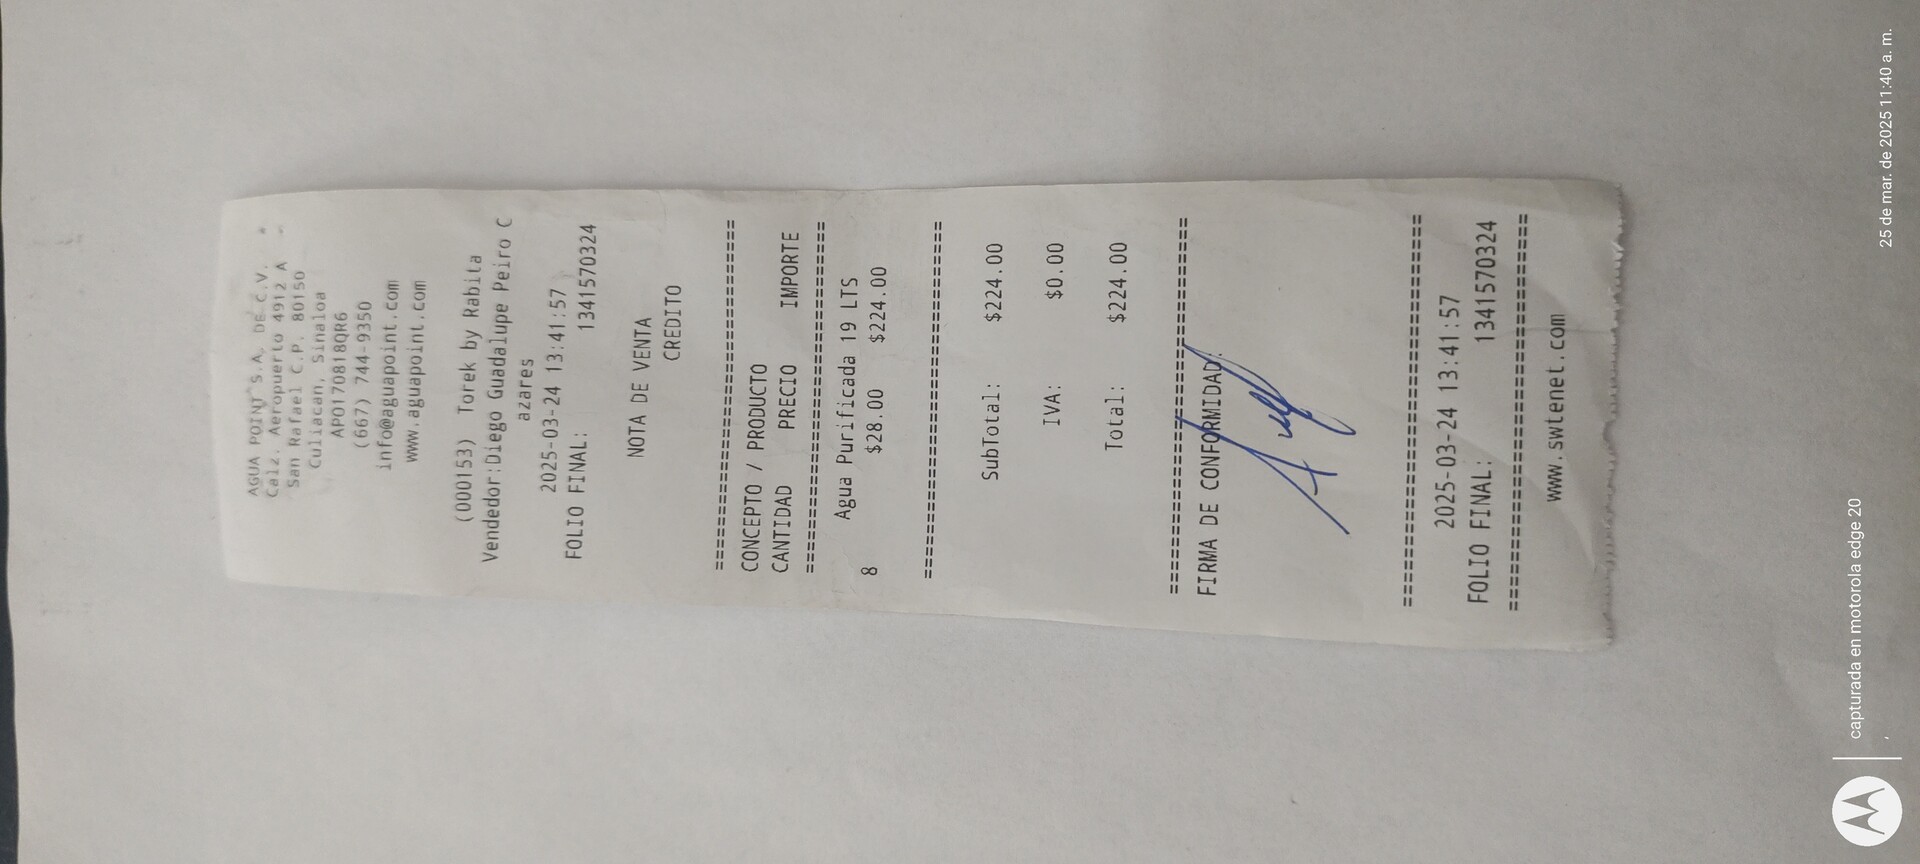 AGUA POINT S.A. DE C.V.
Calz. Aeropuerto 4912 A
San Rafael C.P. 80150
Culiacan, Sinaloa
APO170818QR6
(667) 744-9350
info@aguapoint.com
www.aguapoint.com
(000153) Torek by Rabita
Vendedor:Diego Guadalupe Peiro C
azares
2025-03-24 13:41:57
FOLIO FINAL: 1341570324
NOTA DE VENTA
CREDITO
================================
CONCEPTO / PRODUCTO
CANTIDAD PRECIO IMPORTE
================================
Agua Purificada 19 LTS
8 $28.00 $224.00
================================
SubTotal: $224.00
IVA: $0.00
Total: $224.00
================================
FIRMA DE CONFORMIDAD.
================================
2025-03-24 13:41:57
FOLIO FINAL: 1341570324
================================
www.swtenet.com
capturada en motorola edge 20
25 de mar. de 2025 11:40 a. m.